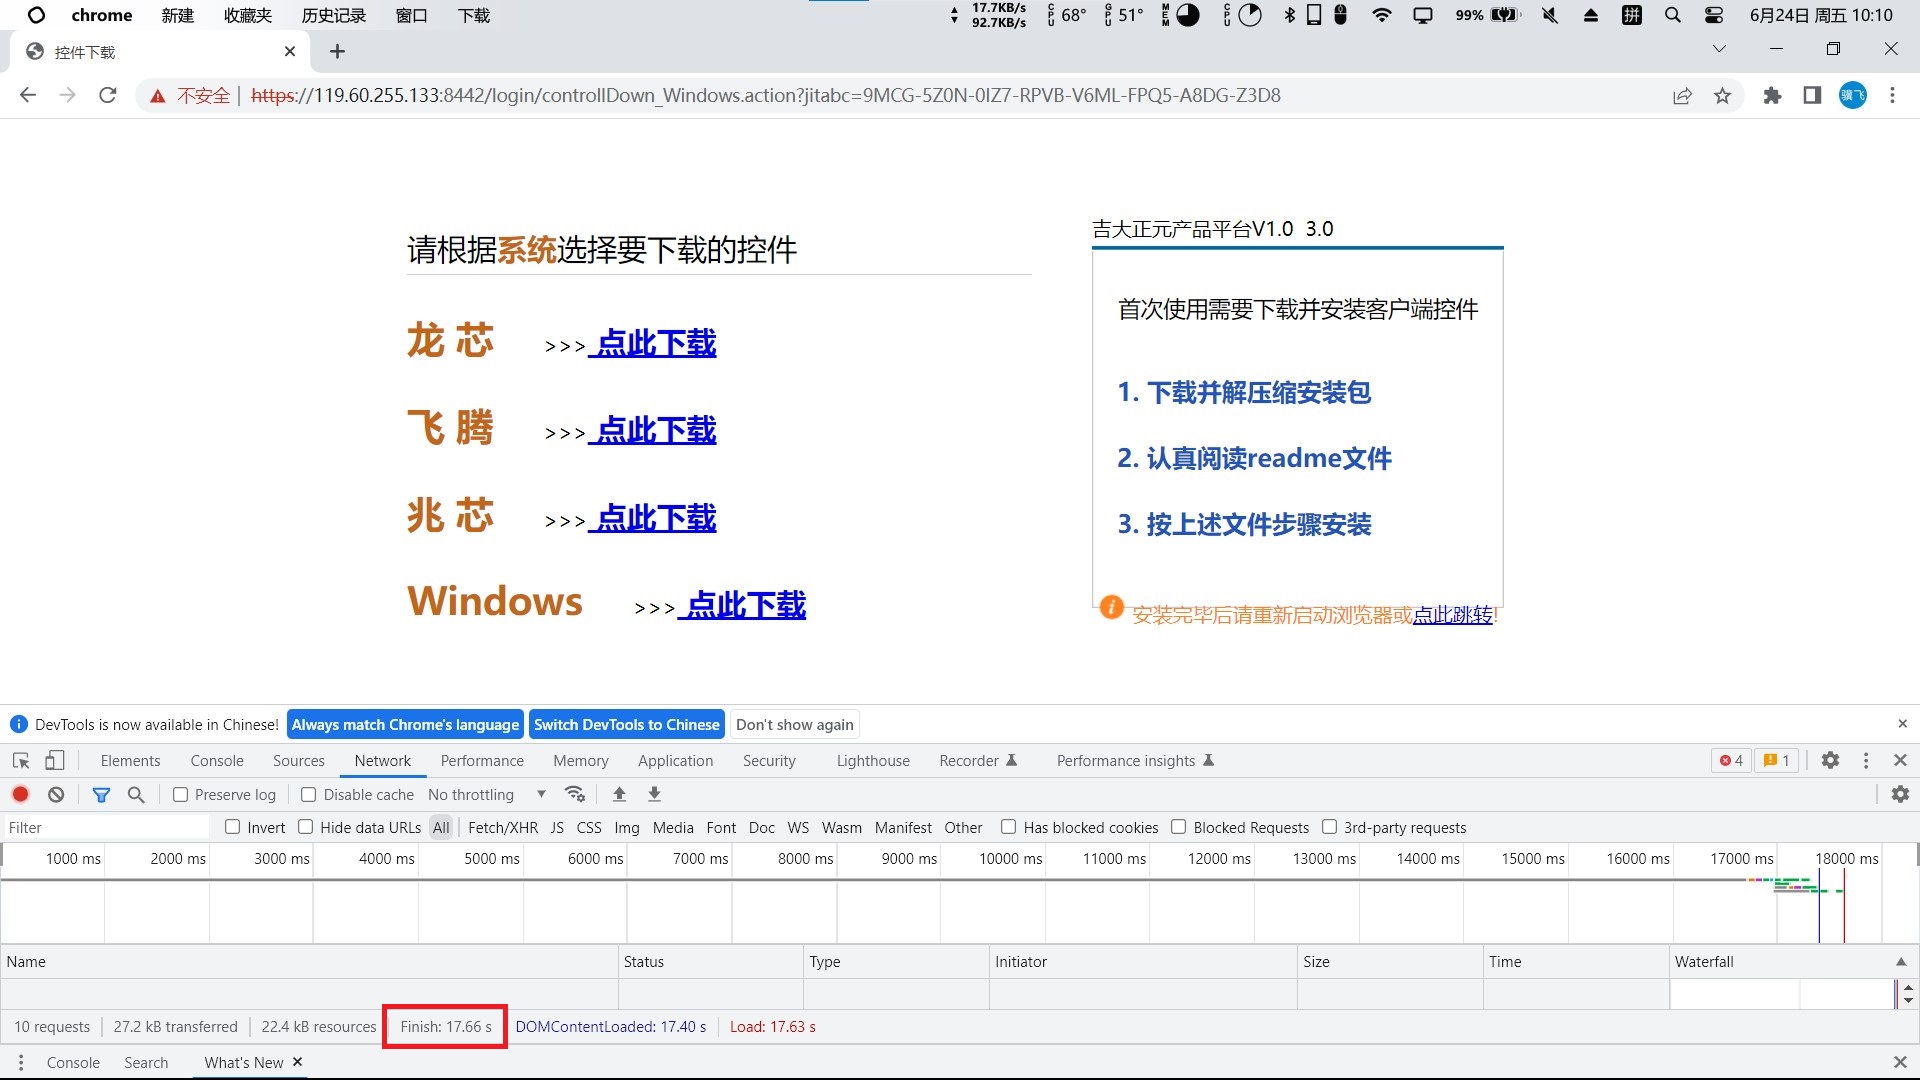 chrome 新建 收藏夹 历史记录 窗口 下载 17.7KB/s 92.7KB/s CPU 68° GPU 51° MEM CPU 99% 拼 6月24日 周五 10:10
控件下载
不安全 | https://119.60.255.133:8442/login/controllDown_Windows.action?jitabc=9MCG-5Z0N-0IZ7-RPVB-V6ML-FPQ5-A8DG-Z3D8 骥飞
请根据系统选择要下载的控件
龙 芯 >>> 点此下载
飞 腾 >>> 点此下载
兆 芯 >>> 点此下载
Windows >>> 点此下载
吉大正元产品平台V1.0 3.0
首次使用需要下载并安装客户端控件
1. 下载并解压缩安装包
2. 认真阅读readme文件
3. 按上述文件步骤安装
安装完毕后请重新启动浏览器或点此跳转!
DevTools is now available in Chinese! Always match Chrome's language Switch DevTools to Chinese Don't show again
Elements Console Sources Network Performance Memory Application Security Lighthouse Recorder Performance insights 4 1
Preserve log Disable cache No throttling
Filter Invert Hide data URLs All Fetch/XHR JS CSS Img Media Font Doc WS Wasm Manifest Other Has blocked cookies Blocked Requests 3rd-party requests
1000 ms 2000 ms 3000 ms 4000 ms 5000 ms 6000 ms 7000 ms 8000 ms 9000 ms 10000 ms 11000 ms 12000 ms 13000 ms 14000 ms 15000 ms 16000 ms 17000 ms 18000 ms
Name Status Type Initiator Size Time Waterfall
10 requests 27.2 kB transferred 22.4 kB resources Finish: 17.66 s DOMContentLoaded: 17.40 s Load: 17.63 s
Console Search What's New